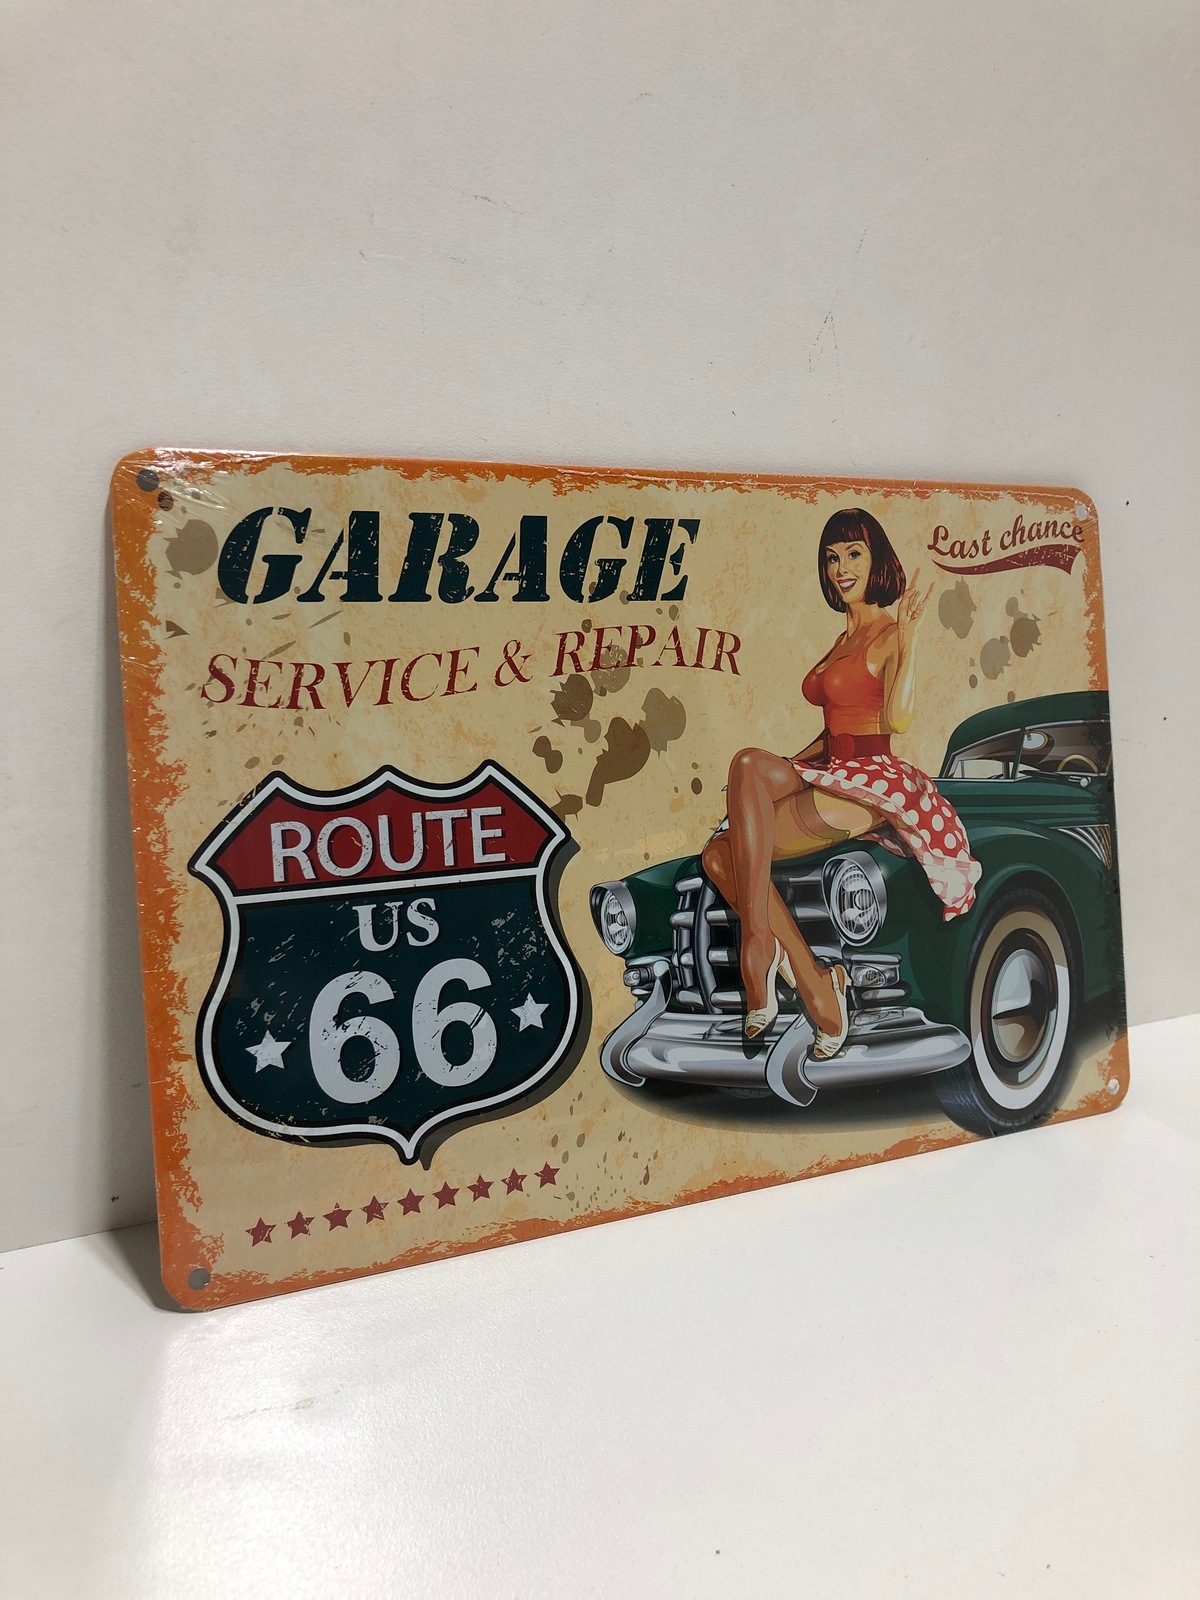 GARAGE
SERVICE & REPAIR
Last chance
ROUTE
US
66